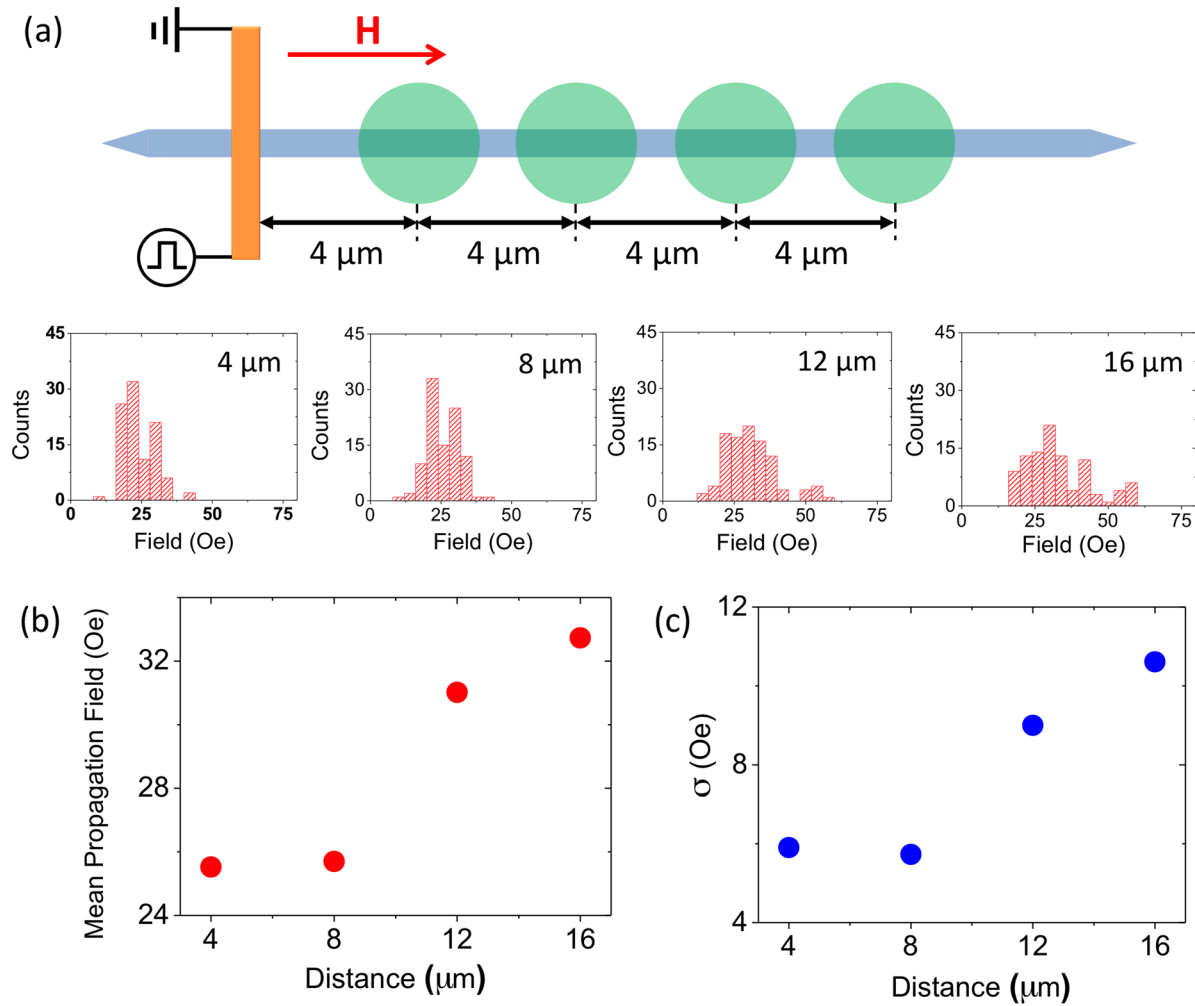 (a)
H
4 μm 4 μm 4 μm 4 μm
45
30
15
0
Counts
4 μm
0 25 50 75
Field (Oe)
45
30
15
0
Counts
8 μm
0 25 50 75
Field (Oe)
45
30
15
0
Counts
12 μm
0 25 50 75
Field (Oe)
45
30
15
0
Counts
16 μm
0 25 50 75
Field (Oe)
(b)
Mean Propagation Field (Oe)
32
28
24
4 8 12 16
Distance (μm)
(c)
σ (Oe)
12
8
4
4 8 12 16
Distance (μm)